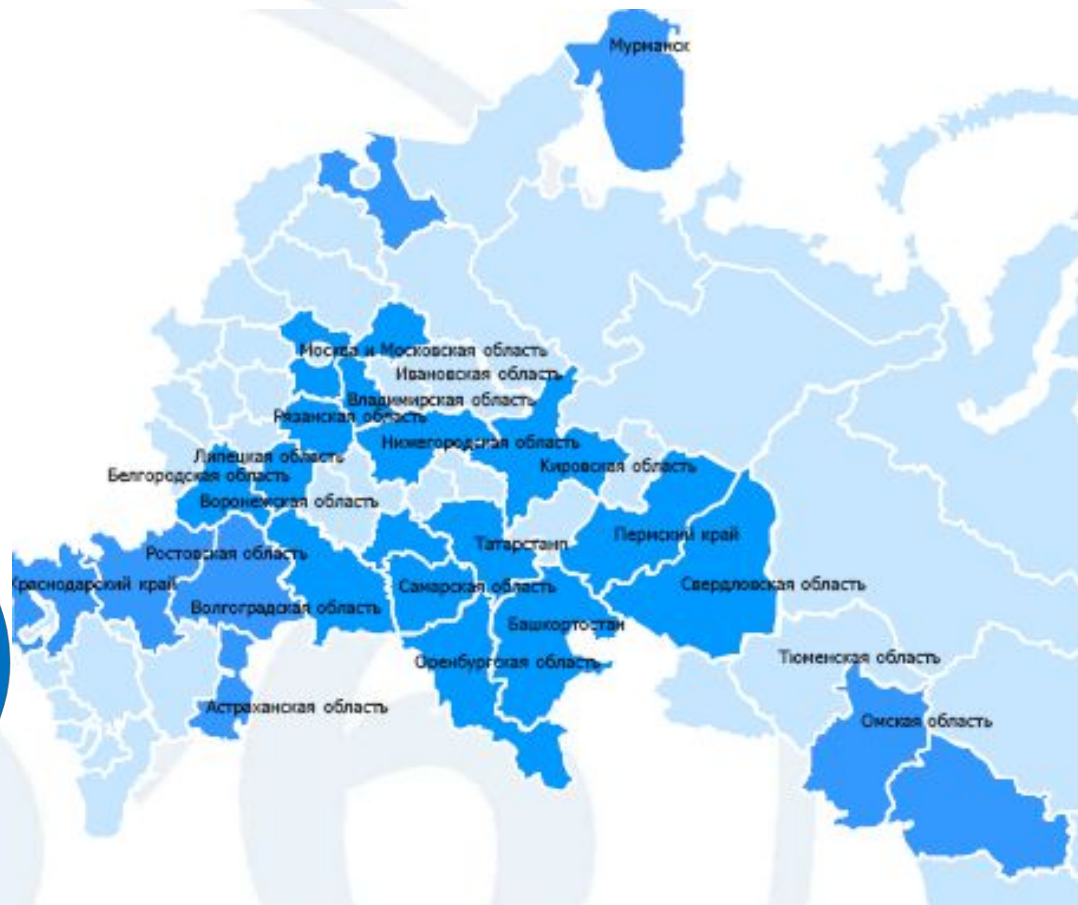 Мурманск
Москва и Московская область
Ивановская область
Владимирская область
Рязанская область
Нижегородская область
Липецкая область
Кировская область
Белгородская область
Воронежская область
Пермский край
Татарстанп
Ростовская область
Краснодарский край
Самарская область
Свердловская область
Волгоградская область
Башкортостан
Тюменская область
Оренбургская область
Астраханская область
Омская область